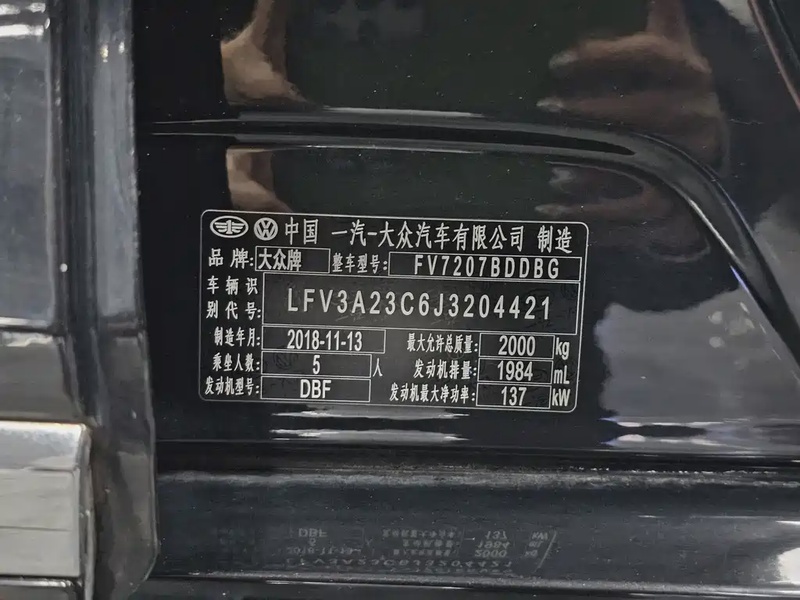 中国 一汽-大众汽车有限公司 制造
品 牌: 大众牌 整车型号: FV7207BDDBG
车辆识别代号: LFV3A23C6J3204421
制造年月: 2018-11-13 最大允许总质量: 2000 kg
乘坐人数: 5 人 发动机排量: 1984 mL
发动机型号: DBF 发动机最大净功率: 137 kW